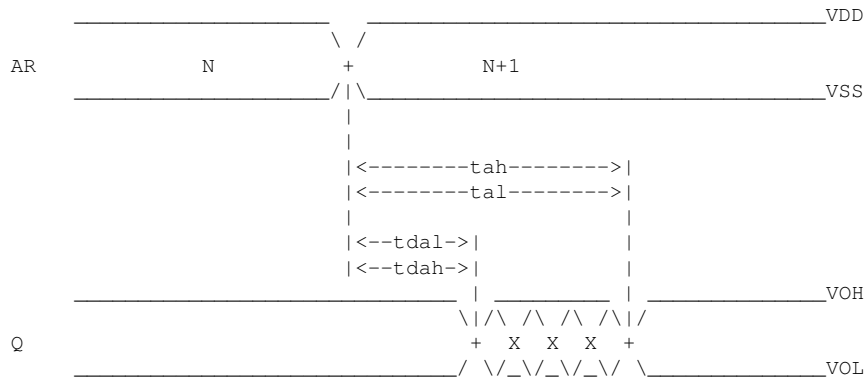 VDD
AR N + N+1
VSS
|<--------tah-------->|
|<--------tal-------->|
|<--tdal->|
|<--tdah->|
VOH
Q + X X X +
VOL